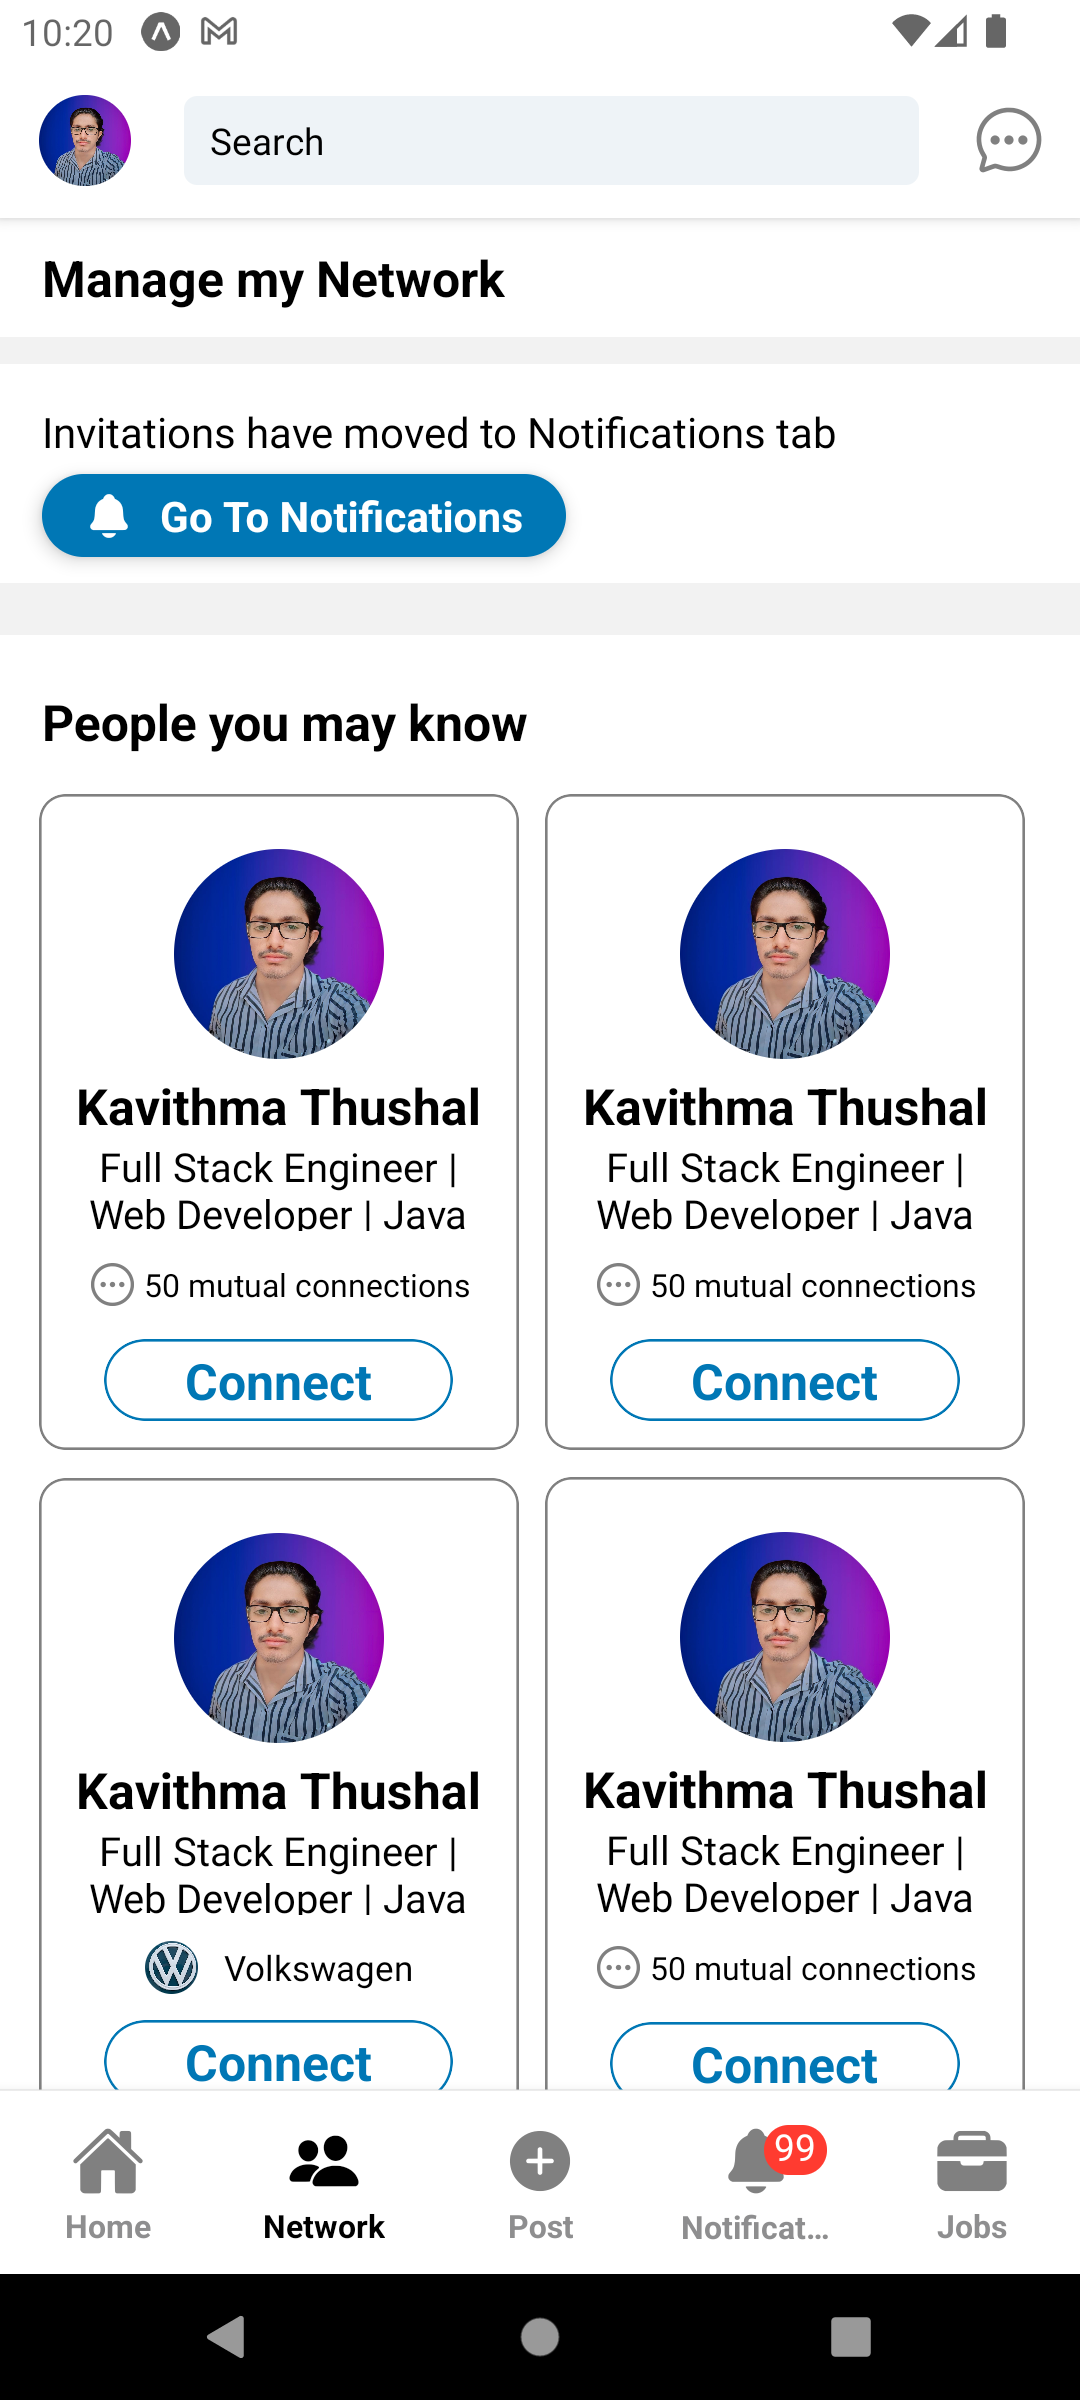 10:20
Search
Manage my Network
Invitations have moved to Notifications tab
Go To Notifications
People you may know
Kavithma Thushal
Full Stack Engineer |
Web Developer | Java
50 mutual connections
Connect
Kavithma Thushal
Full Stack Engineer |
Web Developer | Java
50 mutual connections
Connect
Kavithma Thushal
Full Stack Engineer |
Web Developer | Java
Volkswagen
Connect
Kavithma Thushal
Full Stack Engineer |
Web Developer | Java
50 mutual connections
Connect
99
Home
Network
Post
Notificat...
Jobs